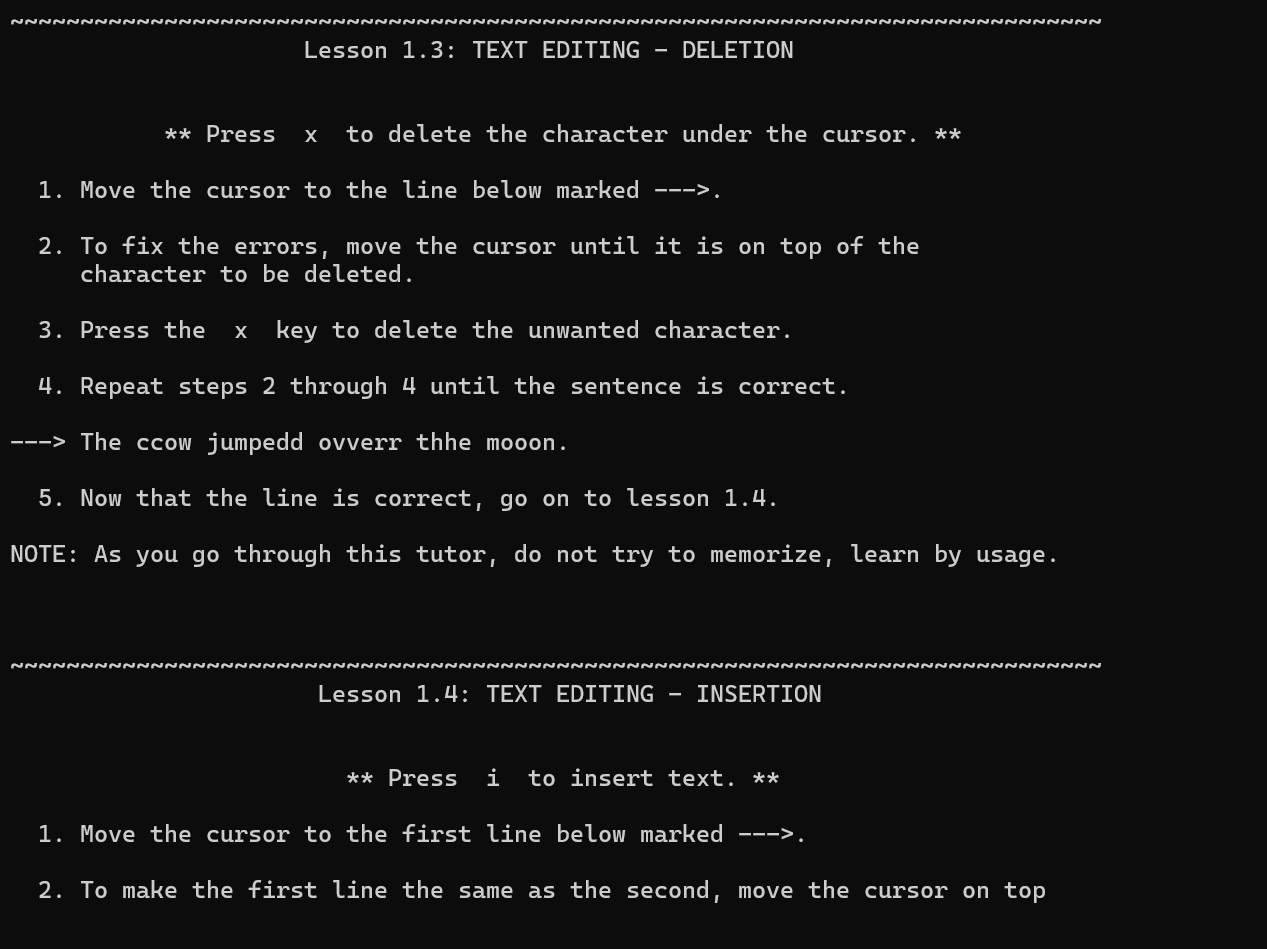 ~~~~~~~~~~~~~~~~~~~~~~~~~~~~~~~~~~~~~~~~~~~~~~~~~~~~~~~~~~~~~~~~~~~~~~~~~~~~~~
Lesson 1.3: TEXT EDITING - DELETION
** Press  x  to delete the character under the cursor. **
1. Move the cursor to the line below marked --->.
2. To fix the errors, move the cursor until it is on top of the
character to be deleted.
3. Press the  x  key to delete the unwanted character.
4. Repeat steps 2 through 4 until the sentence is correct.
---> The ccow jumpedd ovverr thhe mooon.
5. Now that the line is correct, go on to lesson 1.4.
NOTE: As you go through this tutor, do not try to memorize, learn by usage.
~~~~~~~~~~~~~~~~~~~~~~~~~~~~~~~~~~~~~~~~~~~~~~~~~~~~~~~~~~~~~~~~~~~~~~~~~~~~~~
Lesson 1.4: TEXT EDITING - INSERTION
** Press  i  to insert text. **
1. Move the cursor to the first line below marked --->.
2. To make the first line the same as the second, move the cursor on top